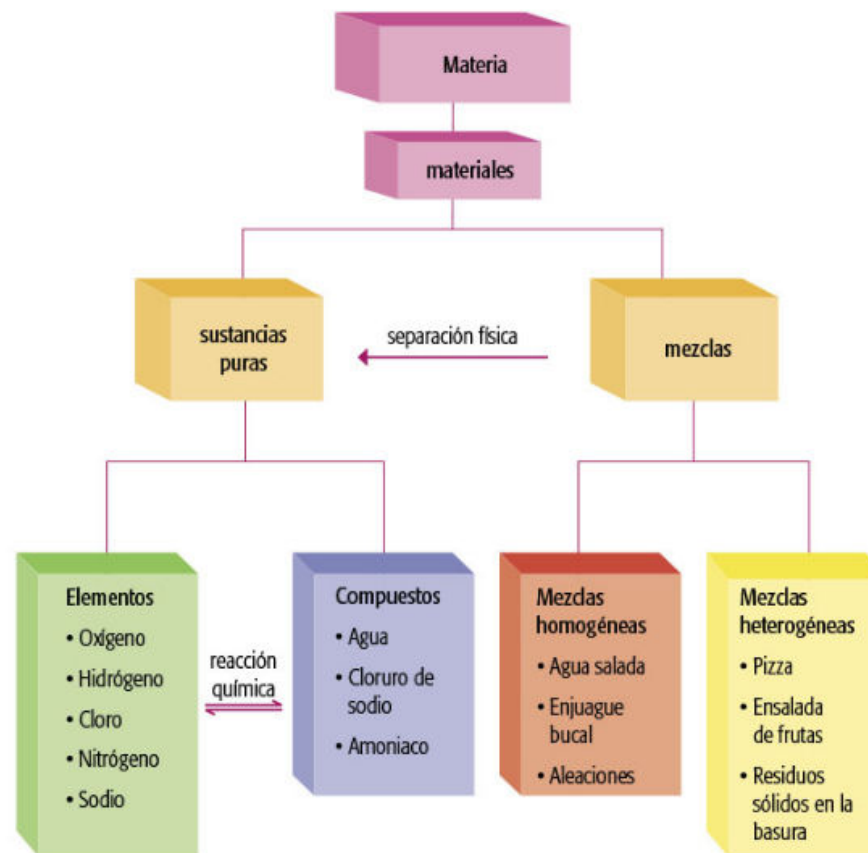 Materia
materiales
sustancias
puras
separación física
mezclas
Elementos
• Oxígeno
• Hidrógeno
• Cloro
• Nitrógeno
• Sodio
reacción
química
Compuestos
• Agua
• Cloruro de
sodio
• Amoniaco
Mezclas
homogéneas
• Agua salada
• Enjuague
bucal
• Aleaciones
Mezclas
heterogéneas
• Pizza
• Ensalada
de frutas
• Residuos
sólidos en la
basura